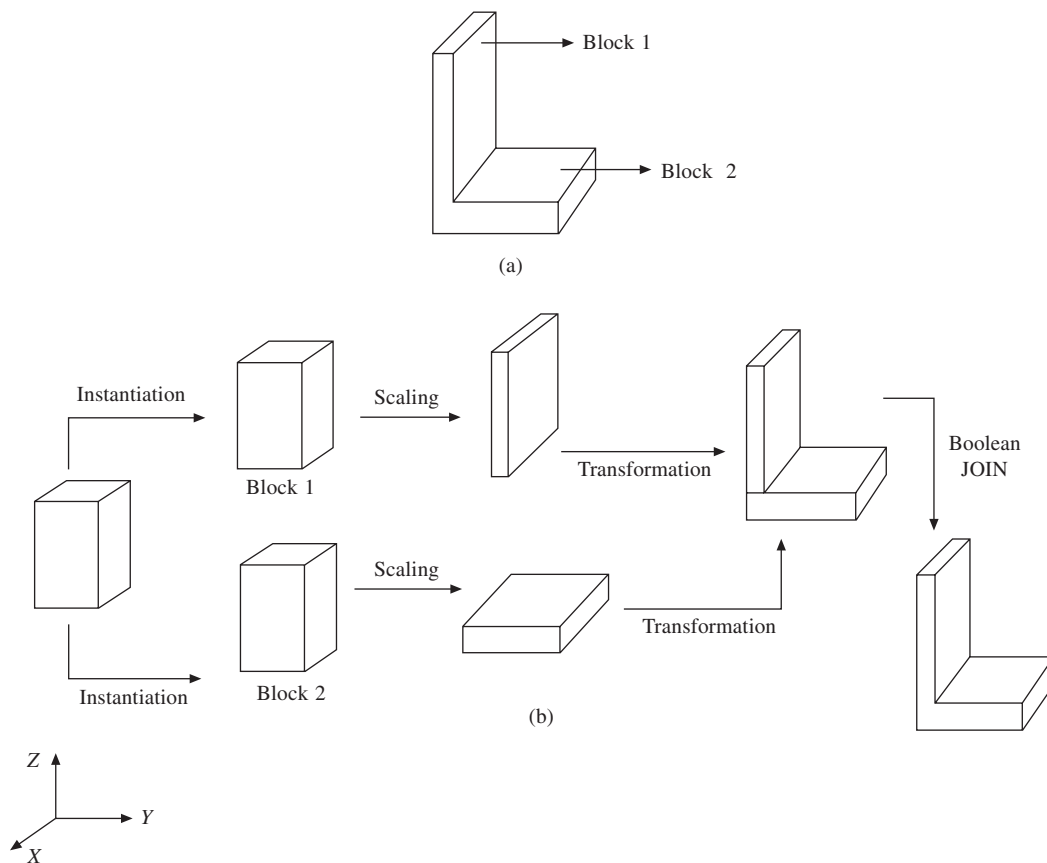 Block 1
Block 2
(a)
Instantiation
Scaling
Block 1
Transformation
Boolean
JOIN
Scaling
Transformation
Instantiation
Block 2
(b)
Z
Y
X